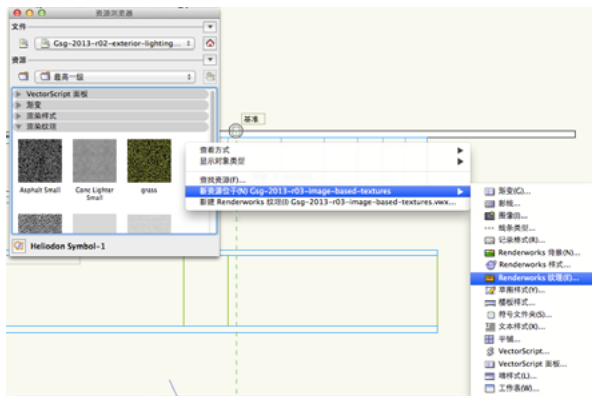 资源浏览器
文件
Gsg-2013-r02-exterior-lighting...
资源
最高一级
VectorScript 面板
渐变
渲染样式
渲染纹理
Asphalt Small
Conc Lighter Small
grass
Heliodon Symbol-1
基准
查看方式
显示对象类型
查找资源(F)...
新资源位于(N) Gsg-2013-r03-image-based-textures
新建 Renderworks 纹理(I) Gsg-2013-r03-image-based-textures.vwx...
渐变(G)...
影线...
图像(I)...
线条类型...
记录格式(R)...
Renderworks 背景(N)...
Renderworks 样式...
Renderworks 纹理(E)...
草图样式(Y)...
楼板样式...
符号文件夹(S)...
文本样式(X)...
平铺...
VectorScript...
VectorScript 面板...
墙样式(L)...
工作表(W)...